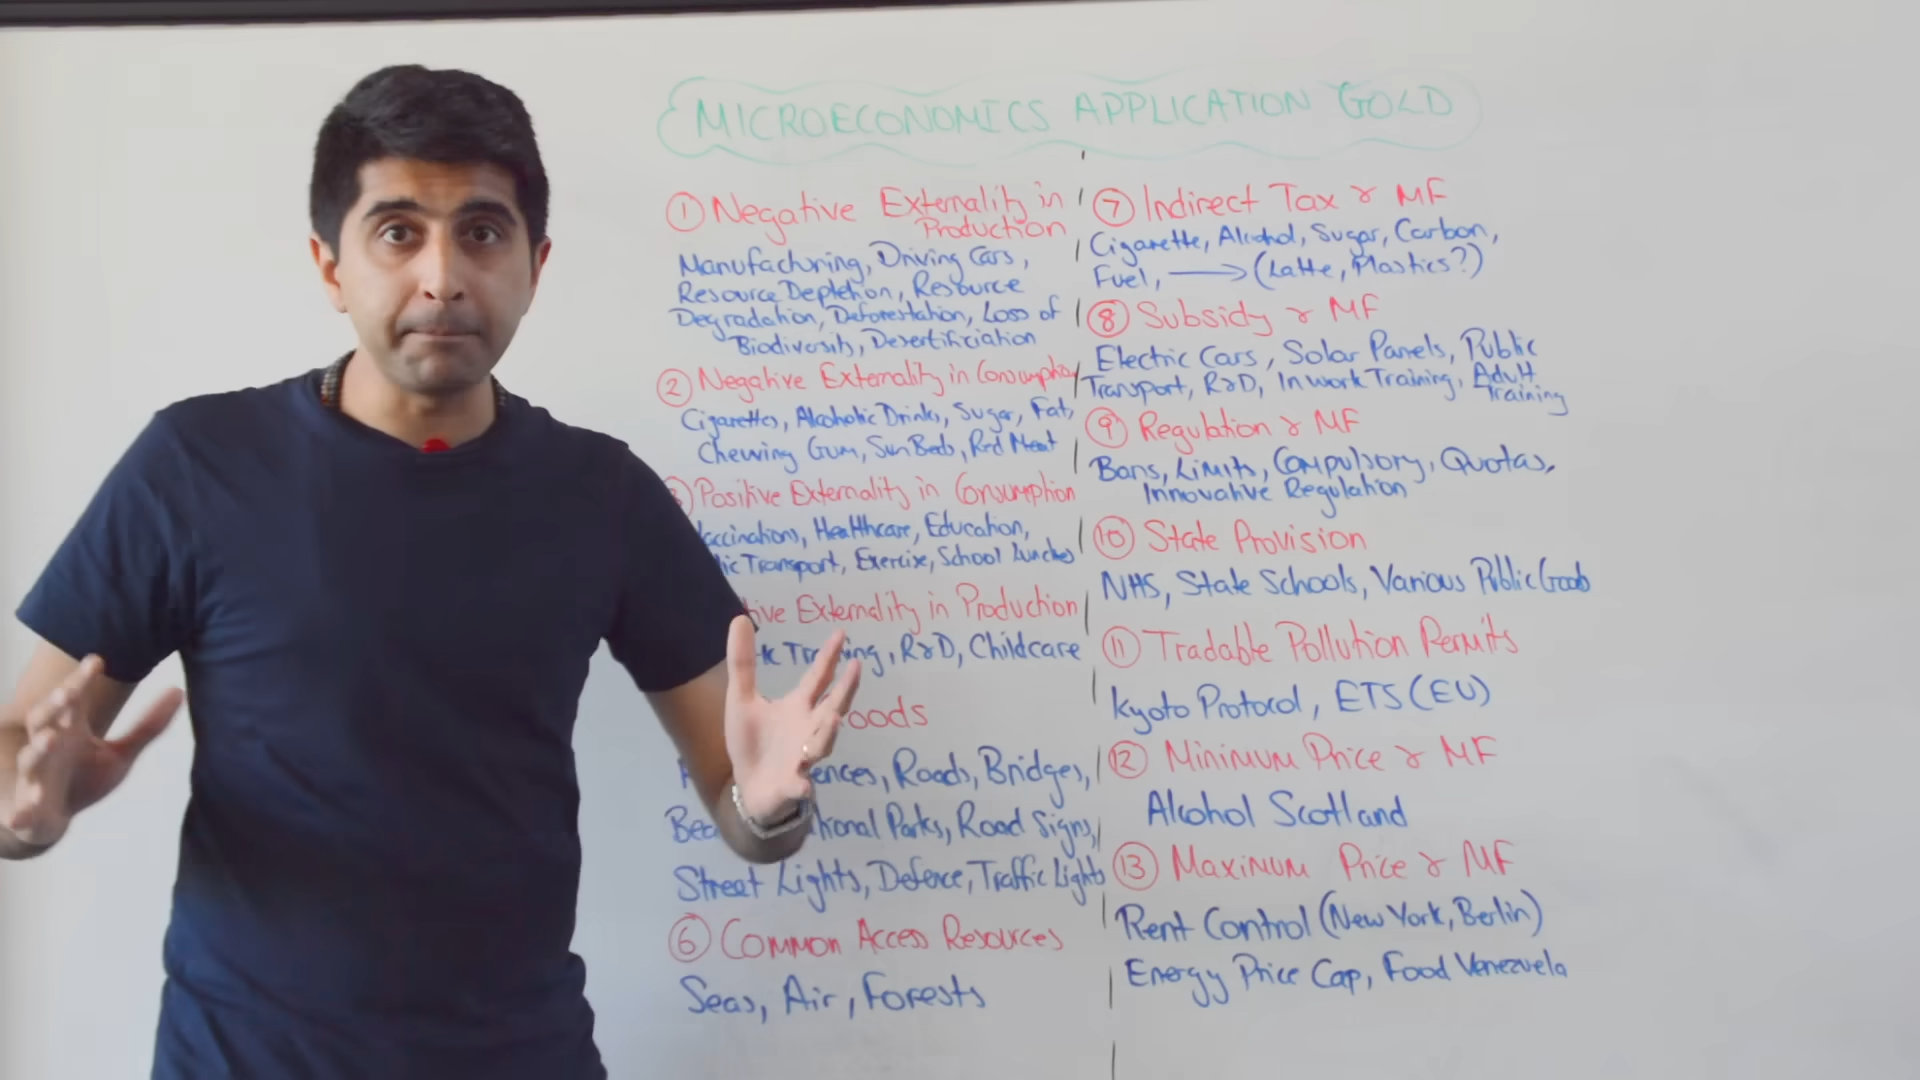 MICROECONOMICS APPLICATION GOLD
① Negative Externality in
Production
Manufacturing, Driving Cars,
Resource Depletion, Resource
Degradation, Deforestation, Loss of
Biodiversity, Desertificiation
② Negative Externality in Consumption
Cigarettes, Alcoholic Drinks, Sugar, Fat,
Chewing Gum, Sun Beds, Red Meat
Positive Externality in Consumption
Healthcare, Education,
Transport, Exercise, School Lunches
Externality in Production
Training, R&D, Childcare
Roads, Bridges,
Parks, Road Signs,
Street Lights, Defence, Traffic Lights
⑥ Common Access Resources
Seas, Air, Forests
⑦ Indirect Tax & MF
Cigarette, Alcohol, Sugar, Carbon,
Fuel, → (Latte, Plastics?)
⑧ Subsidy & MF
Electric Cars, Solar Panels, Public
Transport, R&D, In work Training, Adult
Training
⑨ Regulation & MF
Bans, Limits, Compulsory, Quotas,
Innovative Regulation
⑩ State Provision
NHS, State Schools, Various Public Goods
⑪ Tradable Pollution Permits
Kyoto Protocol, ETS (EU)
⑫ Minimum Price & MF
Alcohol Scotland
⑬ Maximum Price & MF
Rent Control (New York, Berlin)
Energy Price Cap, Food Venezuela